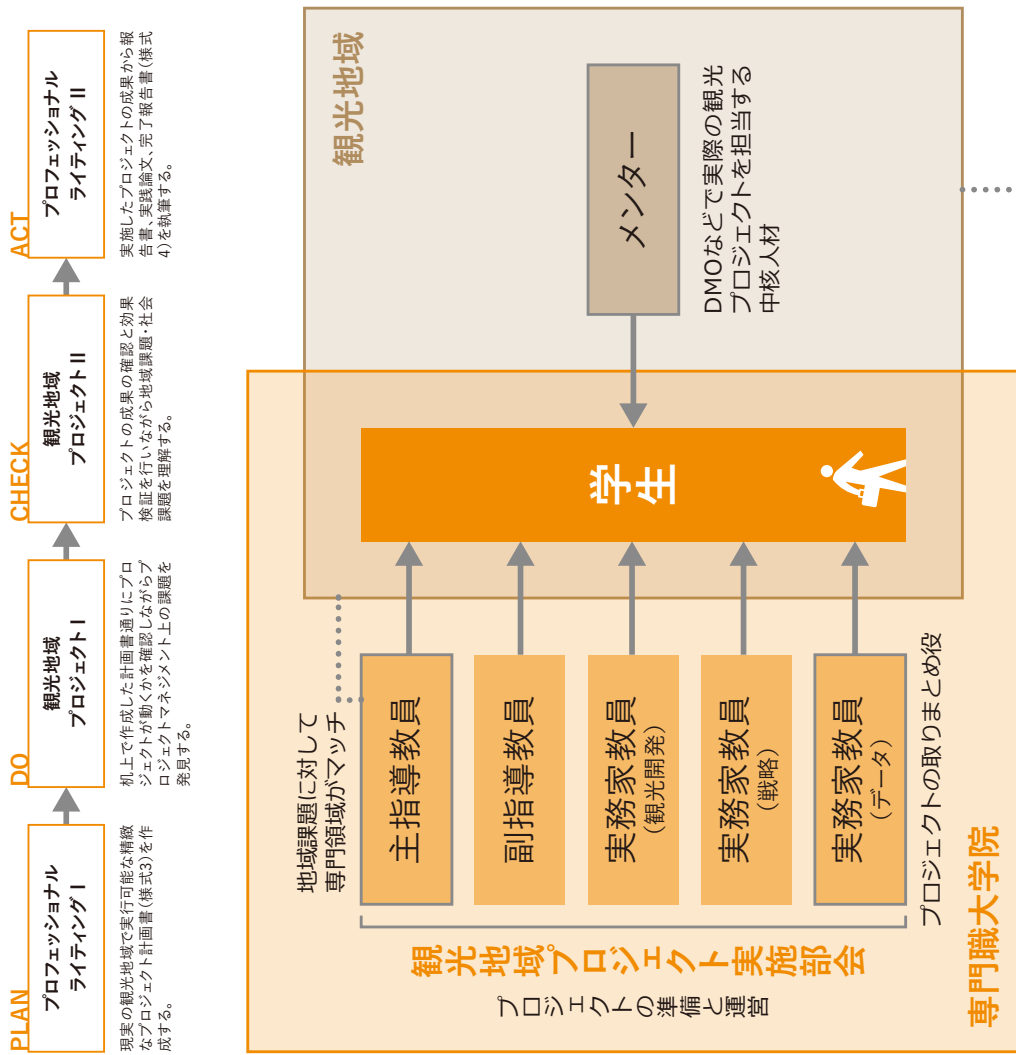 PLAN
プロフェッショナル
ライティング I
現実の観光地域で実行可能な精緻
なプロジェクト計画書(様式3)を作
成する。
DO
観光地域
プロジェクト I
机上で作成した計画書通りにプロ
ジェクトが動くかを確認しながらプ
ロジェクトマネジメント上の課題を
発見する。
CHECK
観光地域
プロジェクト II
プロジェクトの成果の確認と効果
検証を行いながら地域課題・社会
課題を理解する。
ACT
プロフェッショナル
ライティング II
実施したプロジェクトの成果から報
告書、実践論文、完了報告書(様式
4)を執筆する。
観光地域プロジェクト実施部会
プロジェクトの準備と運営
地域課題に対して
専門領域がマッチ
主指導教員
副指導教員
実務家教員
(観光開発)
実務家教員
(戦略)
実務家教員
(データ)
プロジェクトの取りまとめ役
専門職大学院
学生
観光地域
メンター
DMOなどで実際の観光
プロジェクトを担当する
中核人材